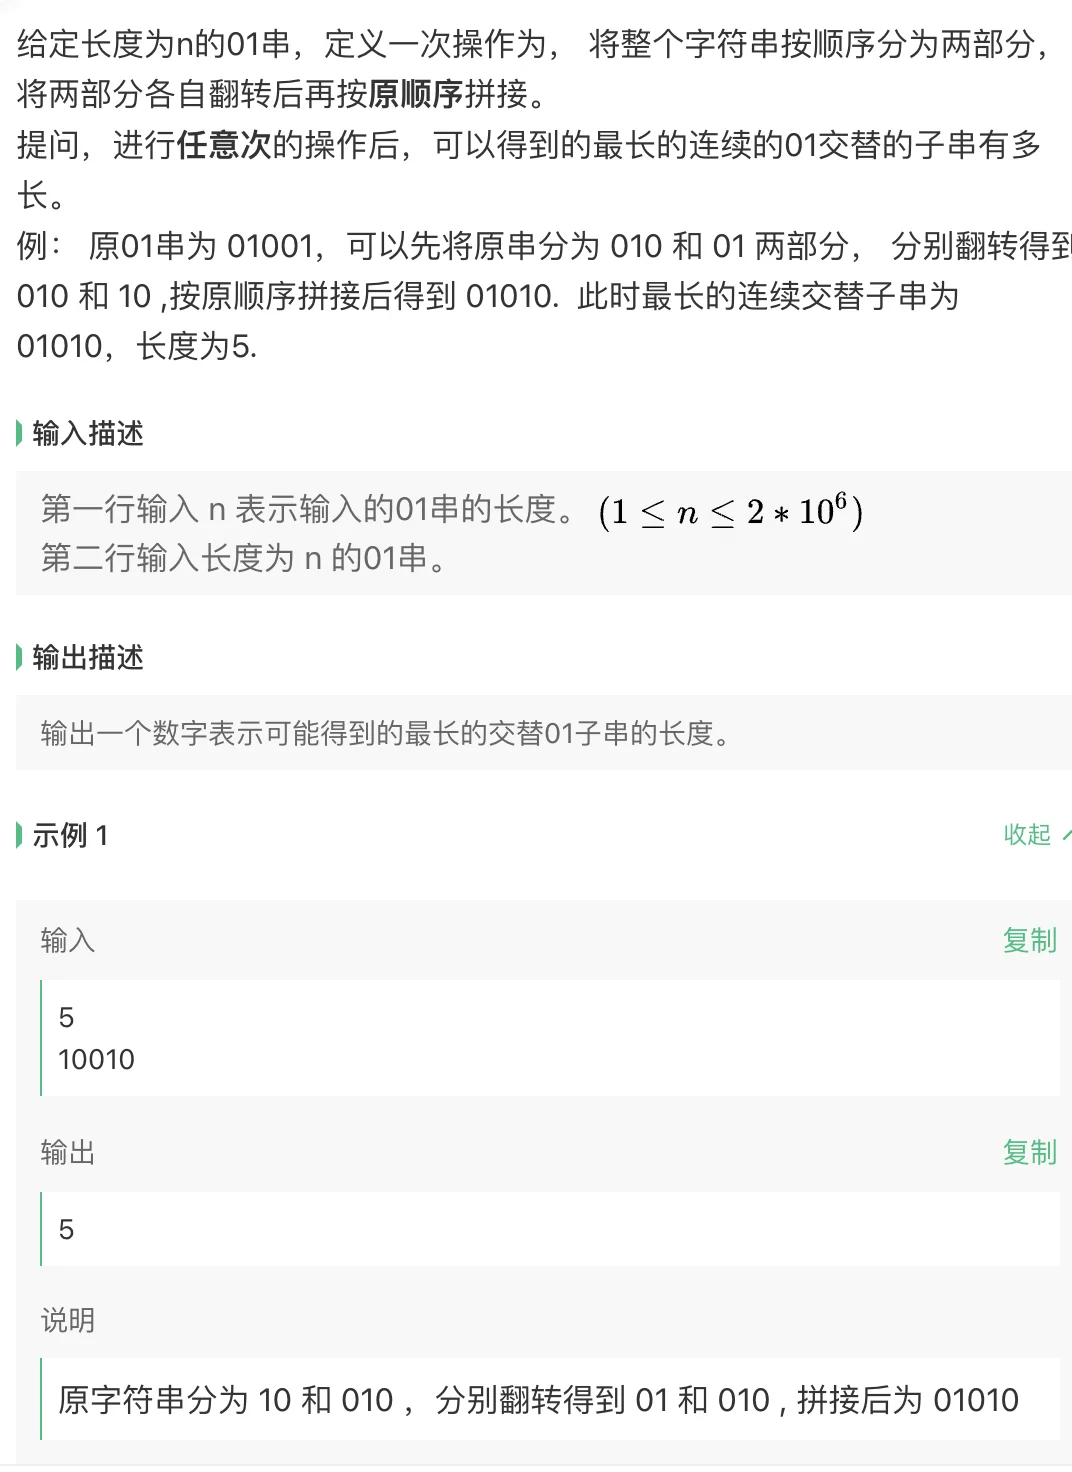 给定长度为n的01串，定义一次操作为， 将整个字符串按顺序分为两部分，
将两部分各自翻转后再按原顺序拼接。
提问，进行任意次的操作后，可以得到的最长的连续的01交替的子串有多
长。
例： 原01串为 01001，可以先将原串分为 010 和 01 两部分， 分别翻转得到
010 和 10 ,按原顺序拼接后得到 01010. 此时最长的连续交替子串为
01010，长度为5.
输入描述
第一行输入 n 表示输入的01串的长度。 (1 ≤ n ≤ 2 * 10⁶)
第二行输入长度为 n 的01串。
输出描述
输出一个数字表示可能得到的最长的交替01子串的长度。
示例 1
收起
输入
复制
5
10010
输出
复制
5
说明
原字符串分为 10 和 010 ，分别翻转得到 01 和 010 , 拼接后为 01010